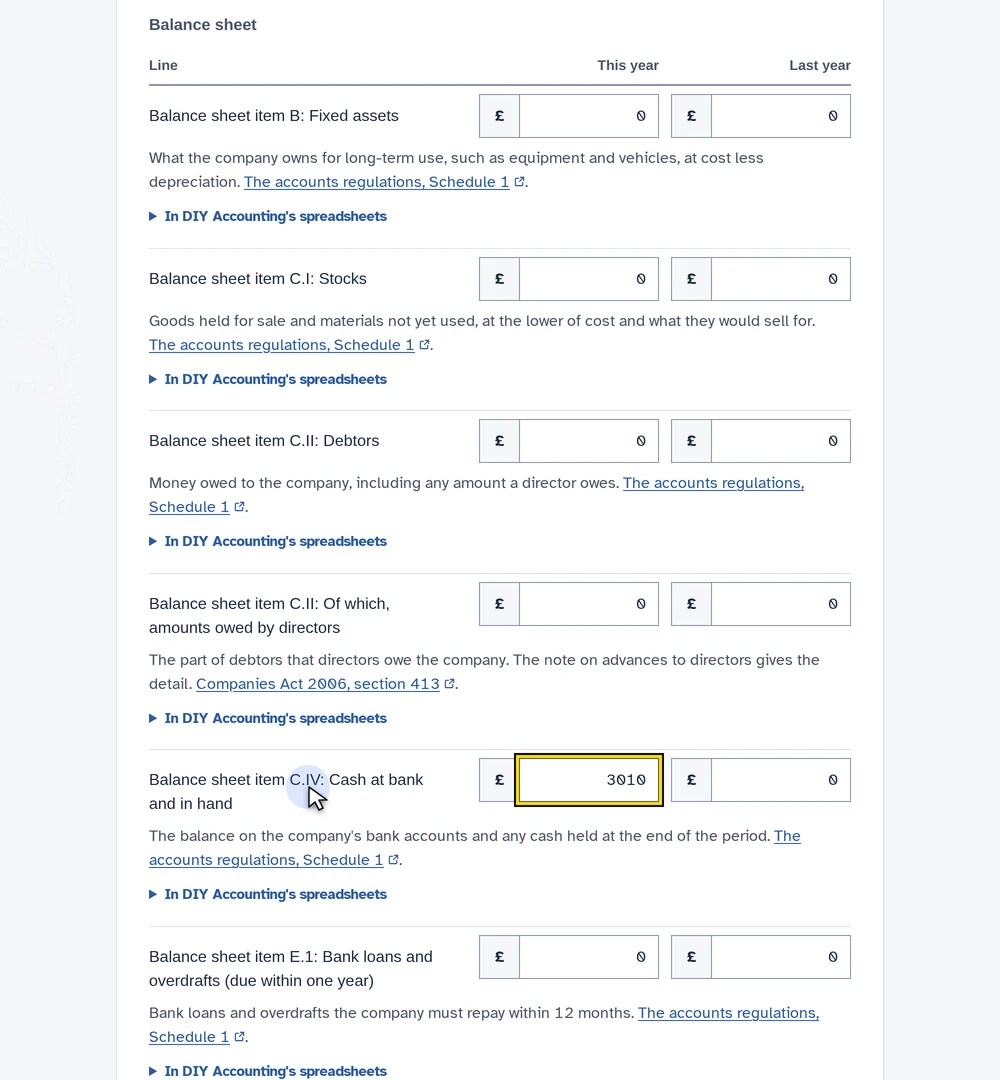 Balance sheet
Line This year Last year
Balance sheet item B: Fixed assets £ 0 £ 0
What the company owns for long-term use, such as equipment and vehicles, at cost less
depreciation. The accounts regulations, Schedule 1.
In DIY Accounting's spreadsheets
Balance sheet item C.I: Stocks £ 0 £ 0
Goods held for sale and materials not yet used, at the lower of cost and what they would sell for.
The accounts regulations, Schedule 1.
In DIY Accounting's spreadsheets
Balance sheet item C.II: Debtors £ 0 £ 0
Money owed to the company, including any amount a director owes. The accounts regulations,
Schedule 1.
In DIY Accounting's spreadsheets
Balance sheet item C.II: Of which, £ 0 £ 0
amounts owed by directors
The part of debtors that directors owe the company. The note on advances to directors gives the
detail. Companies Act 2006, section 413.
In DIY Accounting's spreadsheets
Balance sheet item C.IV: Cash at bank £ 3010 £ 0
and in hand
The balance on the company's bank accounts and any cash held at the end of the period. The
accounts regulations, Schedule 1.
In DIY Accounting's spreadsheets
Balance sheet item E.1: Bank loans and £ 0 £ 0
overdrafts (due within one year)
Bank loans and overdrafts the company must repay within 12 months. The accounts regulations,
Schedule 1.
In DIY Accounting's spreadsheets